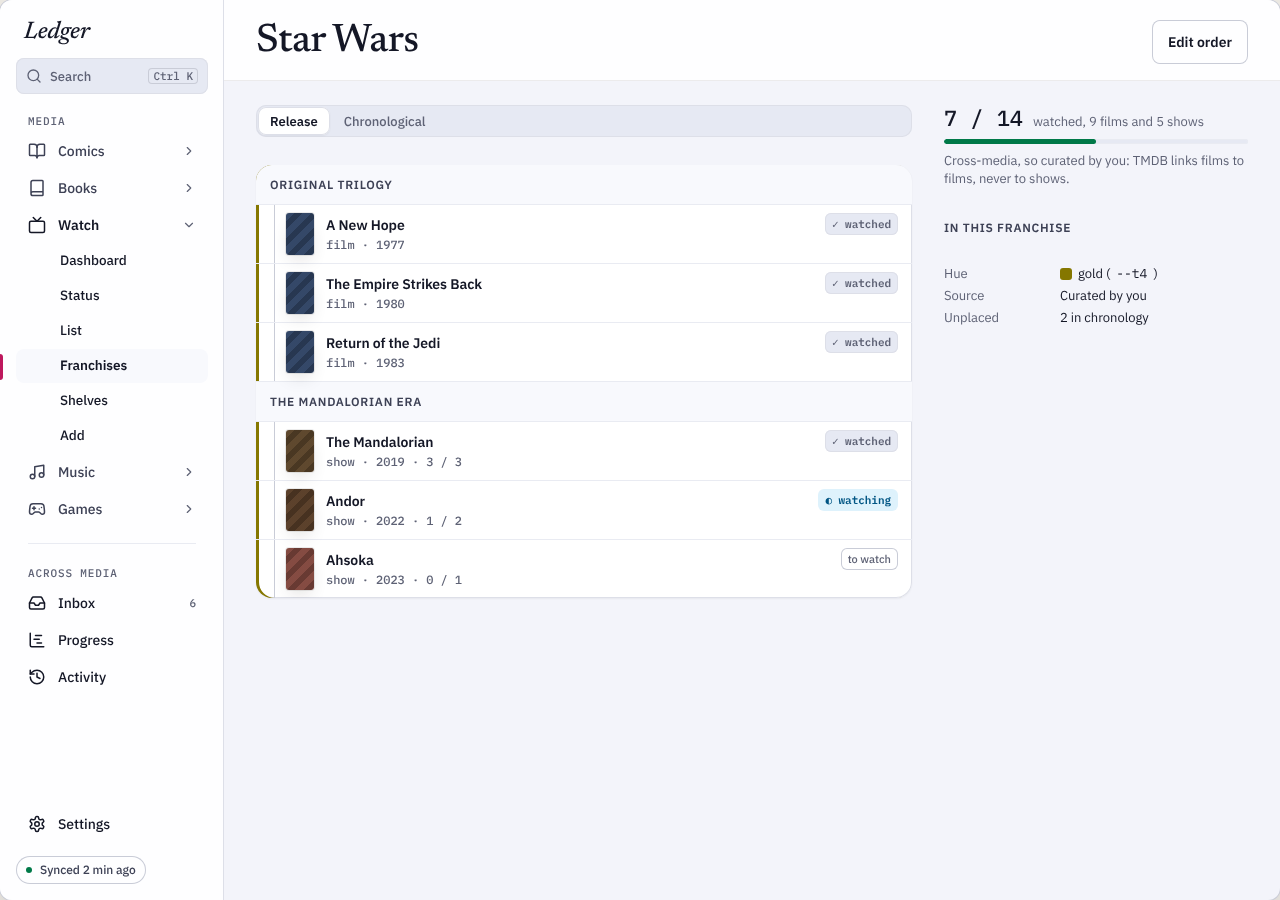 Ledger
Search Ctrl K
MEDIA
Comics
Books
Watch
Dashboard
Status
List
Franchises
Shelves
Add
Music
Games
ACROSS MEDIA
Inbox 6
Progress
Activity
Settings
Synced 2 min ago
Star Wars
Edit order
Release Chronological
ORIGINAL TRILOGY
A New Hope
✓ watched
film · 1977
The Empire Strikes Back
✓ watched
film · 1980
Return of the Jedi
✓ watched
film · 1983
THE MANDALORIAN ERA
The Mandalorian
✓ watched
show · 2019 · 3 / 3
Andor
◐ watching
show · 2022 · 1 / 2
Ahsoka
to watch
show · 2023 · 0 / 1
7 / 14 watched, 9 films and 5 shows
Cross-media, so curated by you: TMDB links films to
films, never to shows.
IN THIS FRANCHISE
Hue gold ( --t4 )
Source Curated by you
Unplaced 2 in chronology